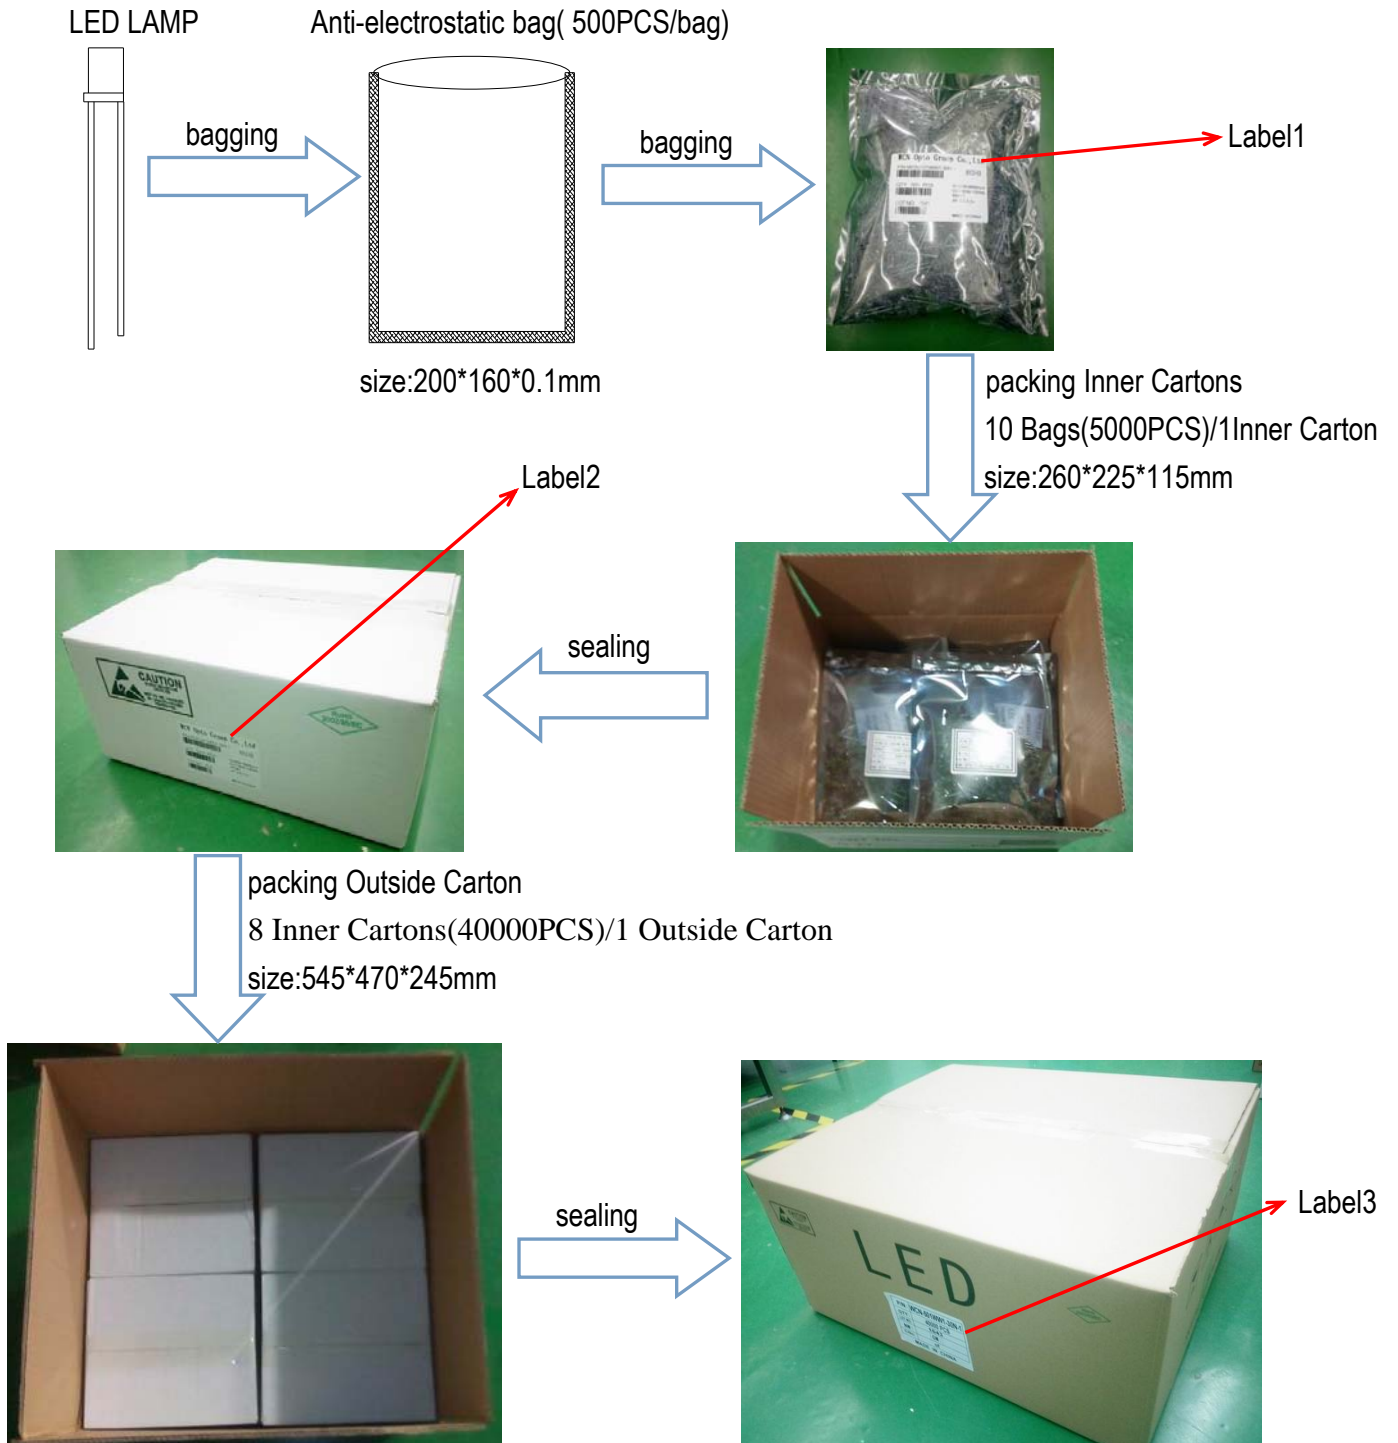 LED LAMP
Anti-electrostatic bag( 500PCS/bag)
bagging
bagging
Label1
size:200*160*0.1mm
packing Inner Cartons
10 Bags(5000PCS)/1Inner Carton
size:260*225*115mm
Label2
sealing
CAUTION
packing Outside Carton
8 Inner Cartons(40000PCS)/1 Outside Carton
size:545*470*245mm
sealing
Label3
LED